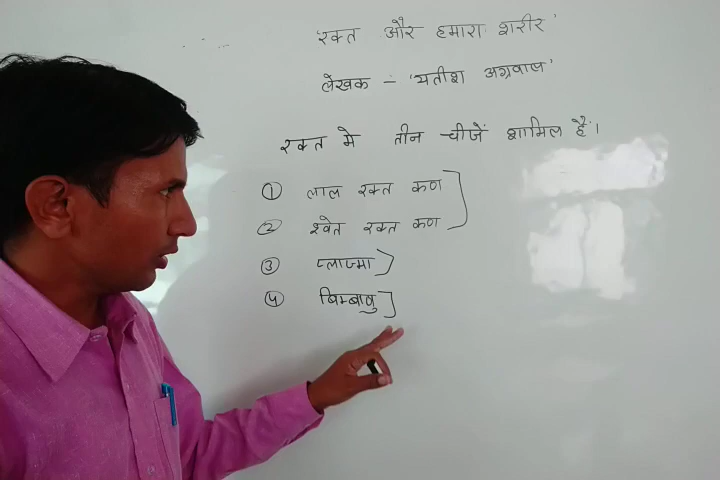 'रक्त और हमारा शरीर'
लेखक – 'यतीश अग्रवाल'
रक्त मे तीन चीजें शामिल हैं।
① लाल रक्त कण
② श्वेत रक्त कण
③ प्लाज्मा
④ बिम्बाणु